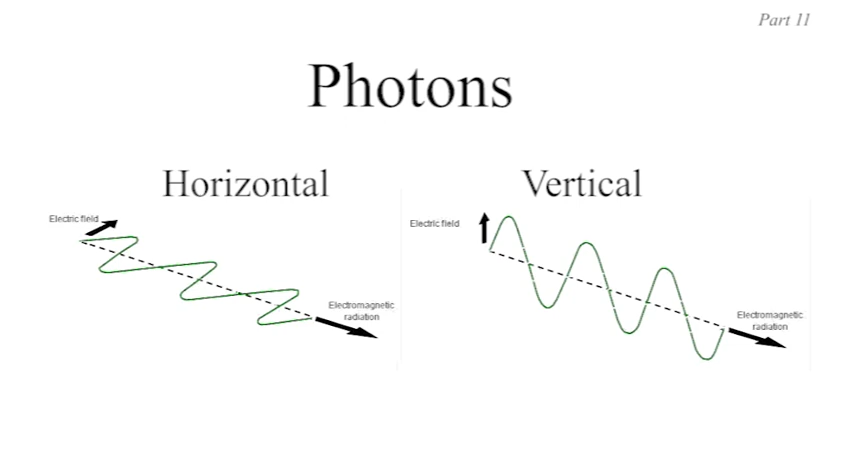 Part 11
Photons
Horizontal
Vertical
Electric field
Electromagnetic
radiation
Electric field
Electromagnetic
radiation